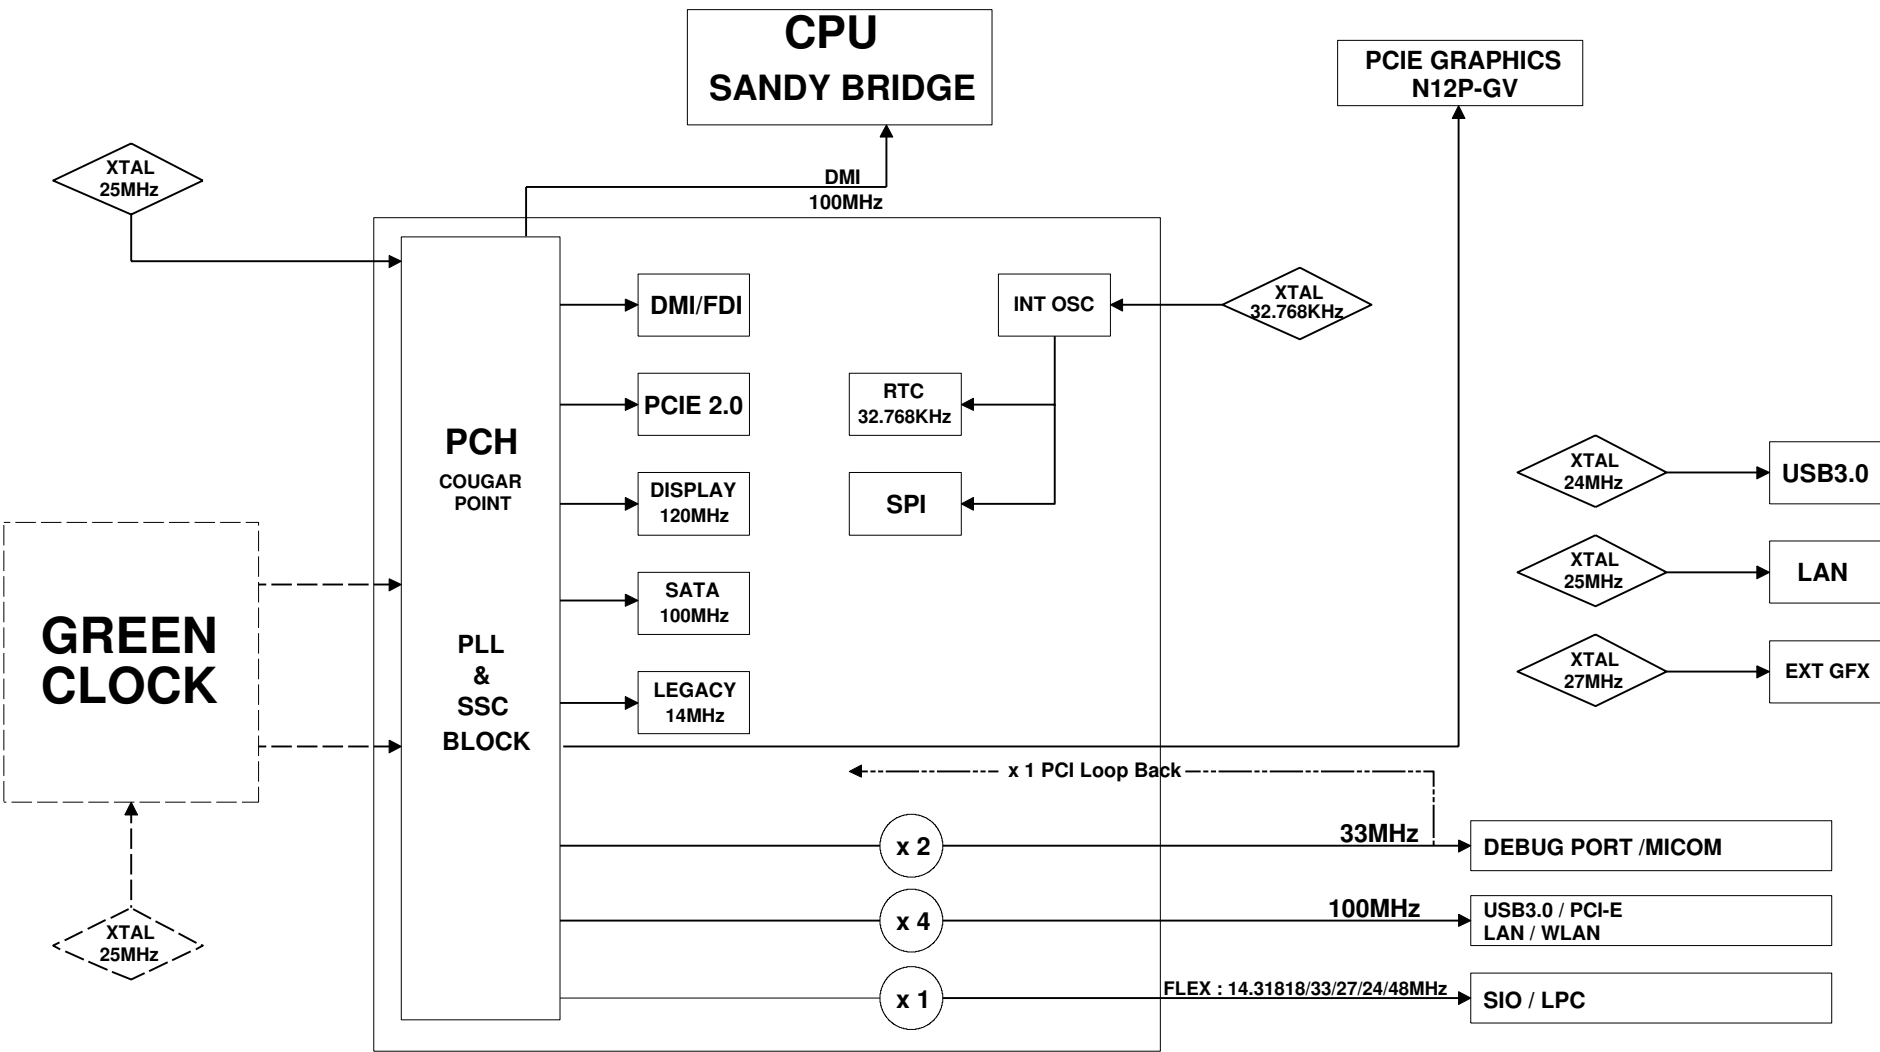 CPU
SANDY BRIDGE
PCIE GRAPHICS
N12P-GV
XTAL
25MHz
DMI
100MHz
DMI/FDI
INT OSC
XTAL
32.768KHz
PCIE 2.0
RTC
32.768KHz
PCH
COUGAR
POINT
DISPLAY
120MHz
SPI
XTAL
24MHz
USB3.0
XTAL
25MHz
LAN
GREEN
CLOCK
SATA
100MHz
PLL
&
SSC
BLOCK
LEGACY
14MHz
XTAL
27MHz
EXT GFX
x 1 PCI Loop Back
x 2
33MHz
DEBUG PORT /MICOM
x 4
100MHz
USB3.0 / PCI-E
LAN / WLAN
XTAL
25MHz
x 1
FLEX : 14.31818/33/27/24/48MHz
SIO / LPC